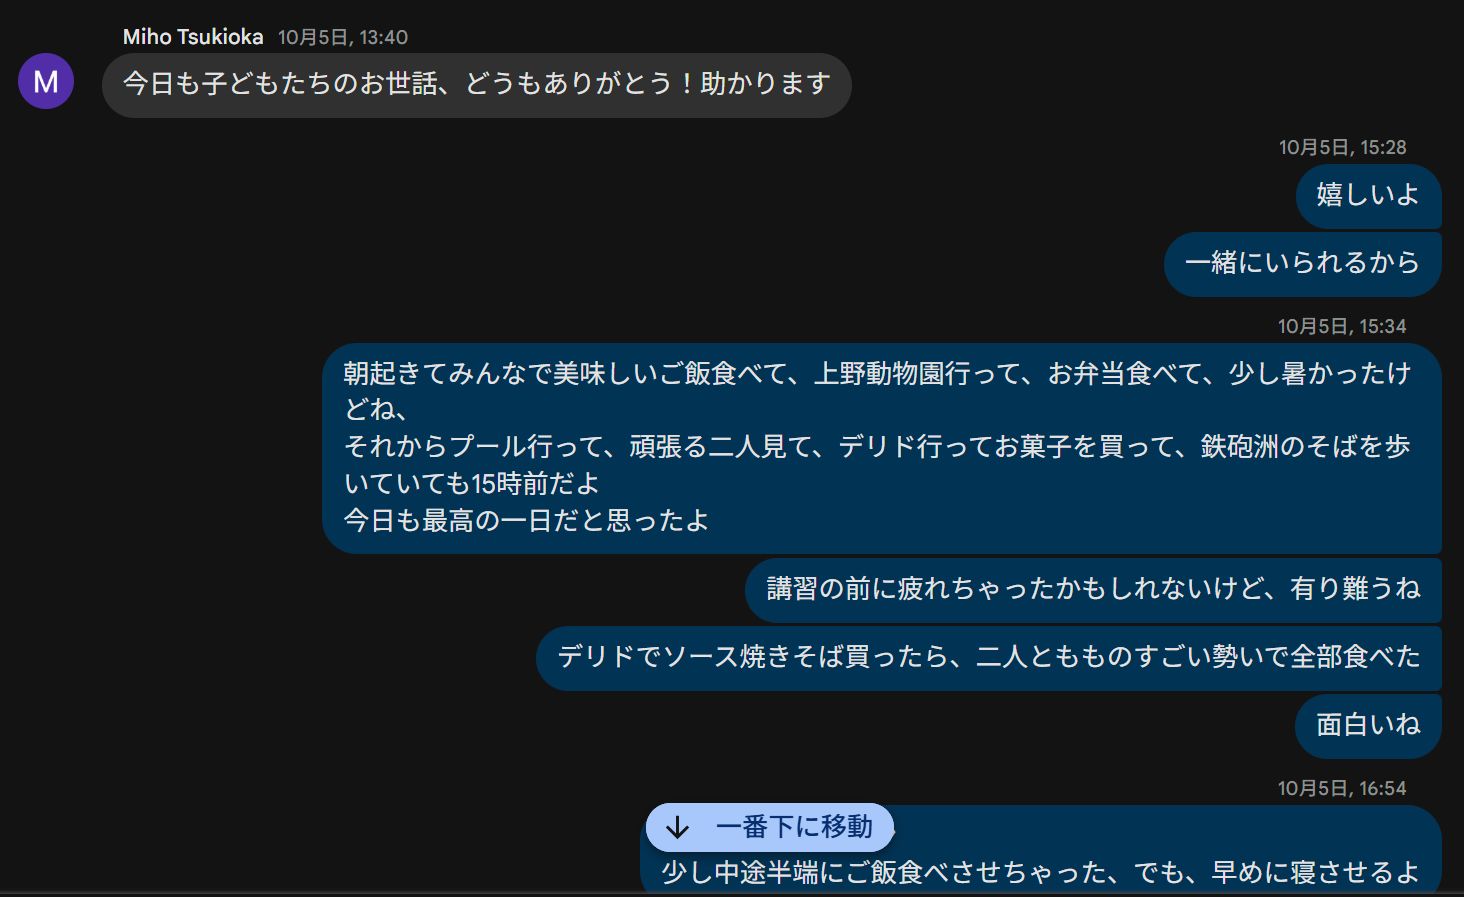 Miho Tsukioka 10月5日, 13:40
M
今日も子どもたちのお世話、どうもありがとう！助かります
10月5日, 15:28
嬉しいよ
一緒にいられるから
10月5日, 15:34
朝起きてみんなで美味しいご飯食べて、上野動物園行って、お弁当食べて、少し暑かったけ
どね、
それからプール行って、頑張る二人見て、デリド行ってお菓子を買って、鉄砲洲のそばを歩
いていても15時前だよ
今日も最高の一日だと思ったよ
講習の前に疲れちゃったかもしれないけど、有り難うね
デリドでソース焼きそば買ったら、二人とももものすごい勢いで全部食べた
面白いね
10月5日, 16:54
一番下に移動
少し中途半端にご飯食べさせちゃった、でも、早めに寝させるよ